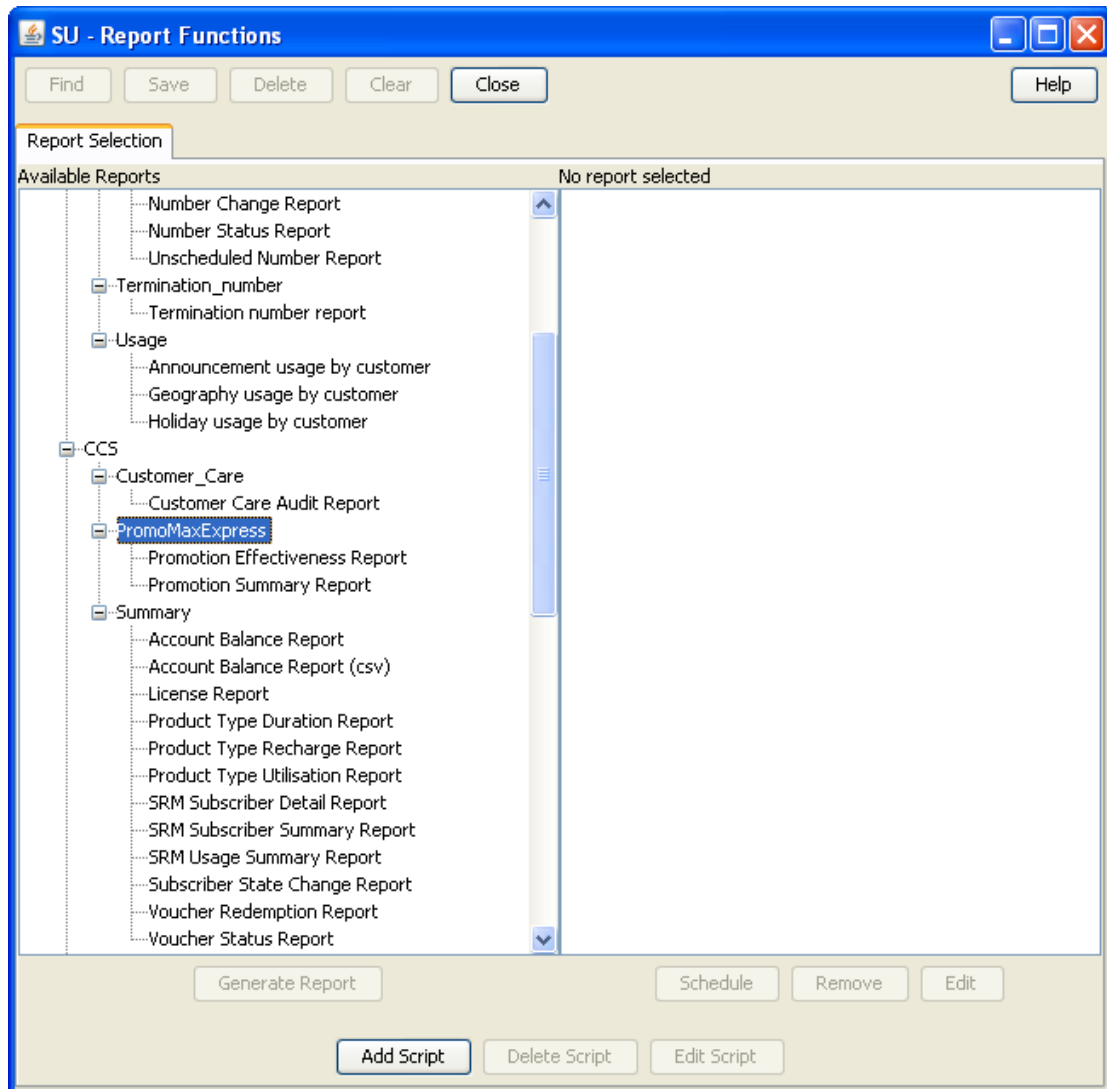 SU - Report Functions
Find Save Delete Clear Close Help
Report Selection
Available Reports No report selected
Number Change Report
Number Status Report
Unscheduled Number Report
Termination_number
Termination number report
Usage
Announcement usage by customer
Geography usage by customer
Holiday usage by customer
CCS
Customer_Care
Customer Care Audit Report
PromoMaxExpress
Promotion Effectiveness Report
Promotion Summary Report
Summary
Account Balance Report
Account Balance Report (csv)
License Report
Product Type Duration Report
Product Type Recharge Report
Product Type Utilisation Report
SRM Subscriber Detail Report
SRM Subscriber Summary Report
SRM Usage Summary Report
Subscriber State Change Report
Voucher Redemption Report
Voucher Status Report
Generate Report Schedule Remove Edit
Add Script Delete Script Edit Script